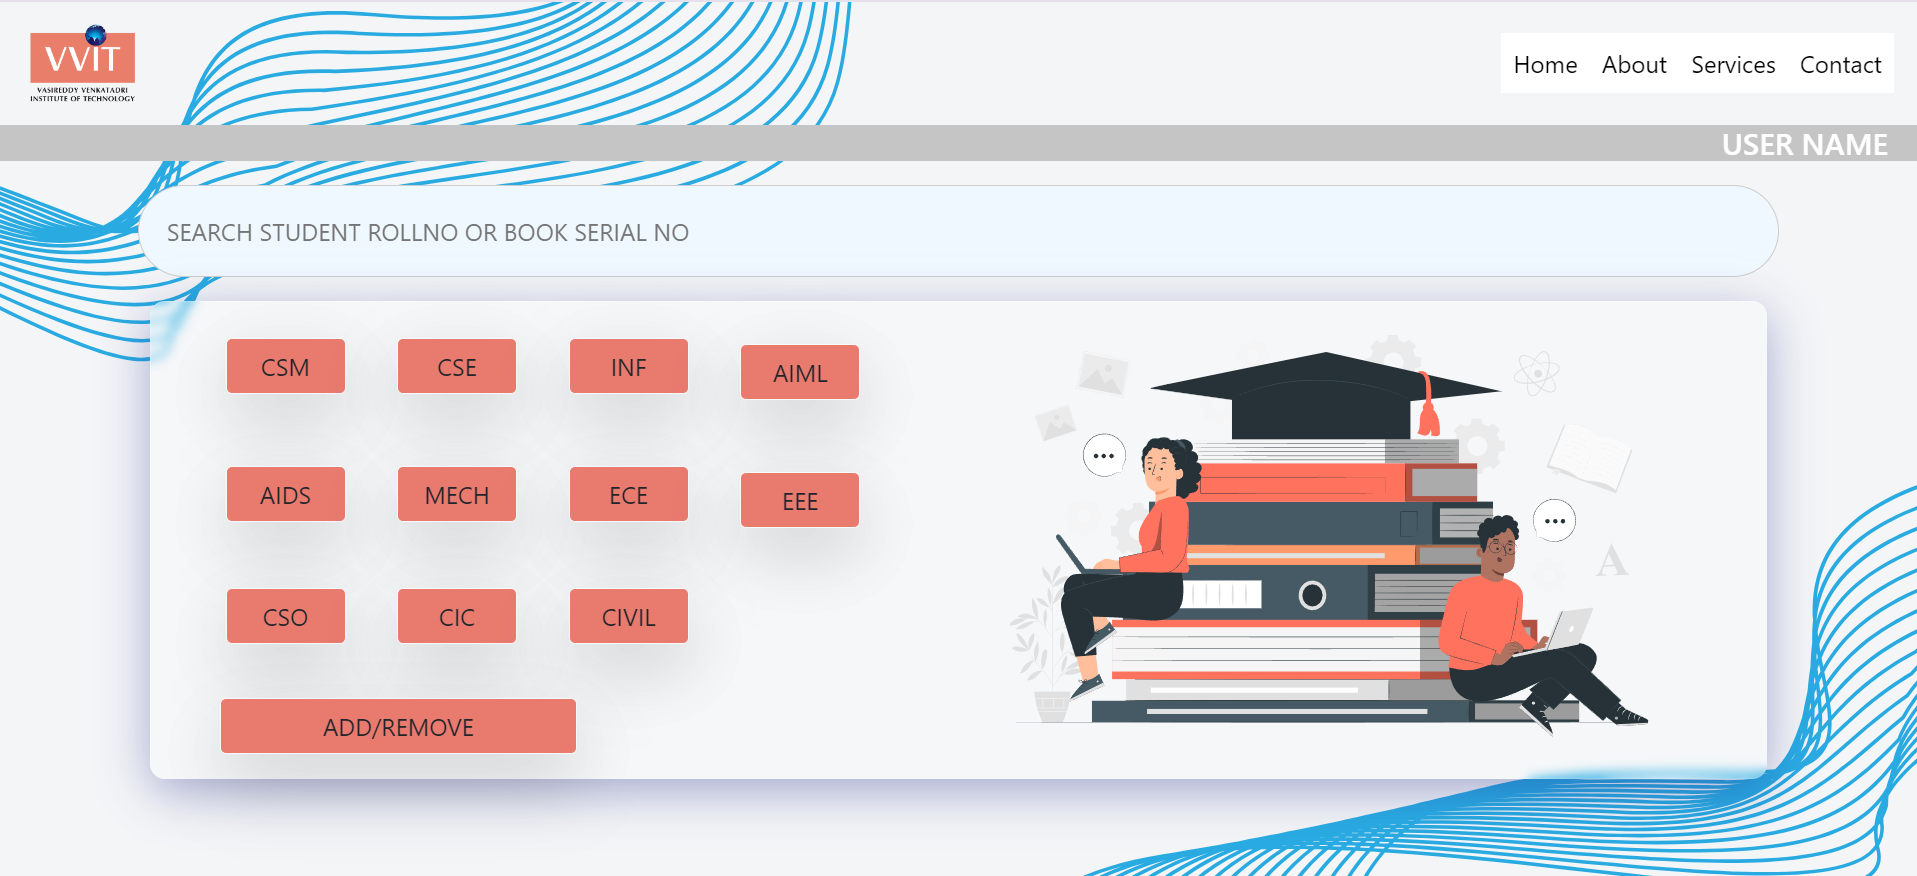 VVIT
VASIREDDY VENKATADRI
INSTITUTE OF TECHNOLOGY
Home About Services Contact
USER NAME
SEARCH STUDENT ROLLNO OR BOOK SERIAL NO
CSM CSE INF AIML
AIDS MECH ECE EEE
CSO CIC CIVIL
ADD/REMOVE
A